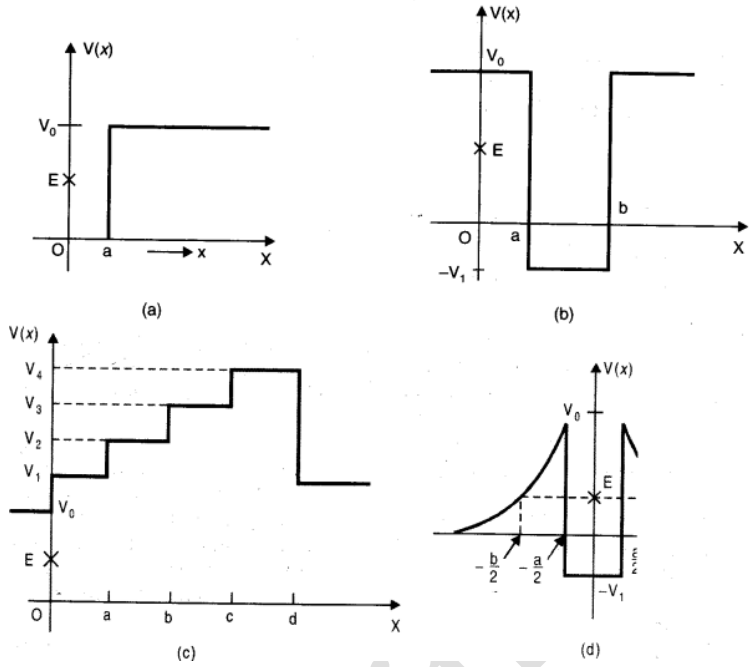 V(x)
V₀
E
O
a
x
X
(a)
V(x)
V₀
E
O
a
b
X
–V₁
(b)
V(x)
V₄
V₃
V₂
V₁
V₀
E
O
a
b
c
d
X
(c)
V(x)
V₀
E
-b/2
-a/2
–V₁
(d)